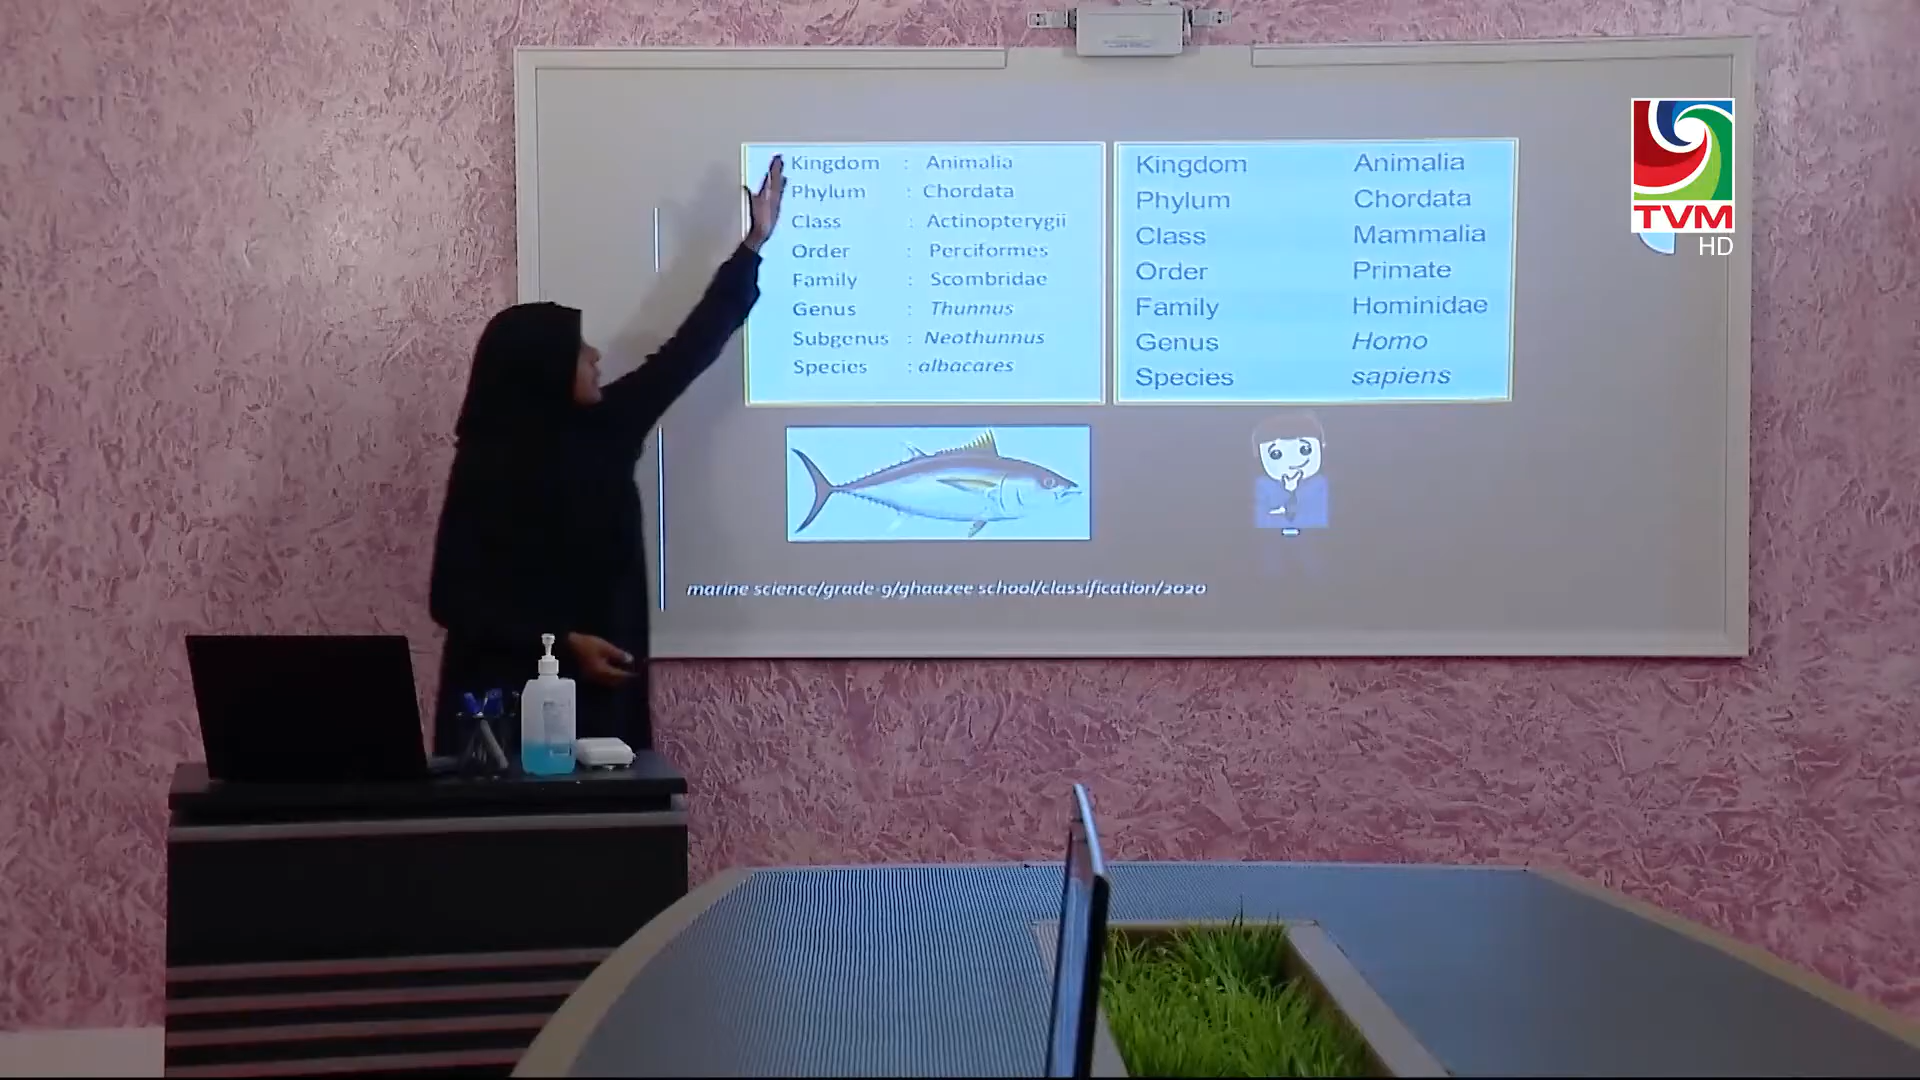 Kingdom : Animalia
Phylum : Chordata
Class : Actinopterygii
Order : Perciformes
Family : Scombridae
Genus : Thunnus
Subgenus : Neothunnus
Species : albacares
Kingdom Animalia
Phylum Chordata
Class Mammalia
Order Primate
Family Hominidae
Genus Homo
Species sapiens
marine science/grade-9/ghaazee school/classification/2020
TVM
HD